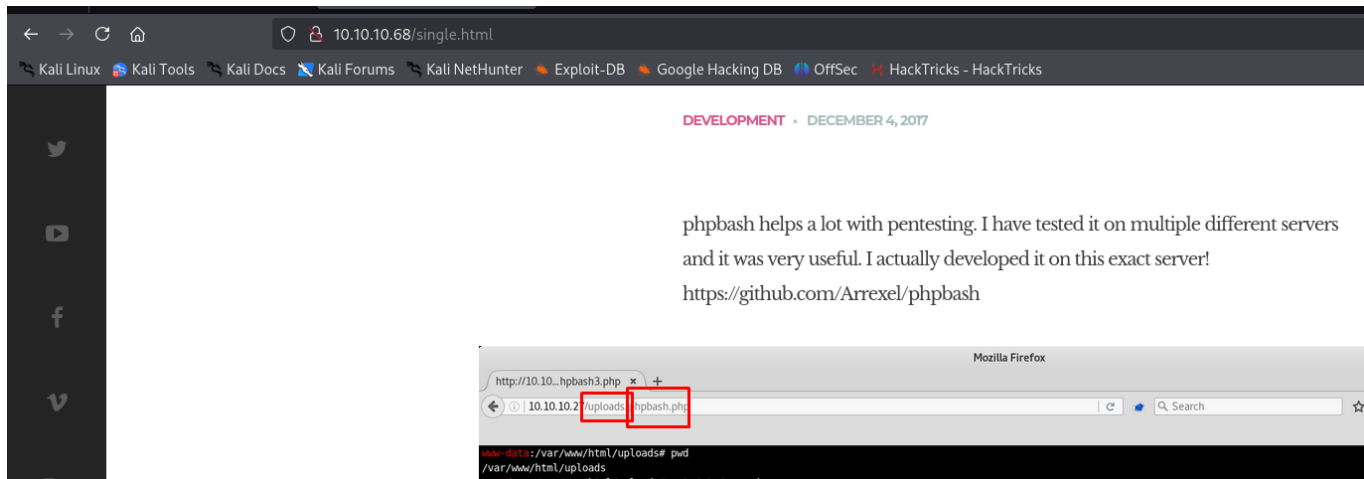 10.10.10.68/single.html
Kali Linux Kali Tools Kali Docs Kali Forums Kali NetHunter Exploit-DB Google Hacking DB OffSec HackTricks - HackTricks
DEVELOPMENT • DECEMBER 4, 2017
phpbash helps a lot with pentesting. I have tested it on multiple different servers
and it was very useful. I actually developed it on this exact server!
https://github.com/Arrexel/phpbash
Mozilla Firefox
http://10.10...hpbash3.php × +
10.10.10.27/uploads/phpbash.php Search
www-data:/var/www/html/uploads# pwd
/var/www/html/uploads